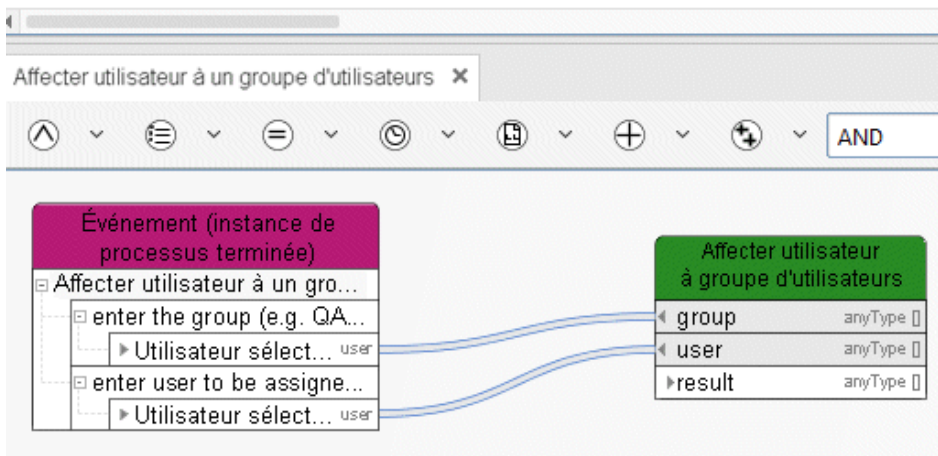 Affecter utilisateur à un groupe d'utilisateurs
AND
Événement (instance de
processus terminée)
Affecter utilisateur à un gro...
enter the group (e.g. QA...
Utilisateur sélect... user
enter user to be assigne...
Utilisateur sélect... user
Affecter utilisateur
à groupe d'utilisateurs
group anyType []
user anyType []
result anyType []